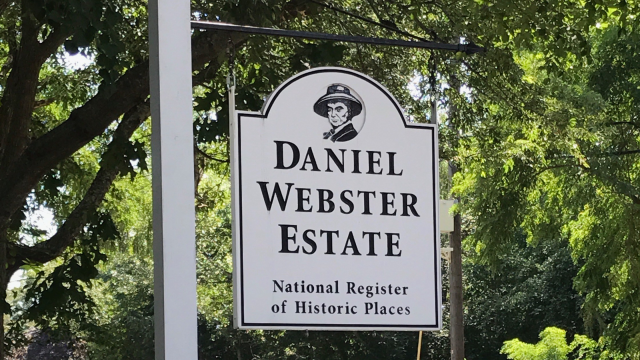 DANIEL
WEBSTER
ESTATE
National Register
of Historic Places